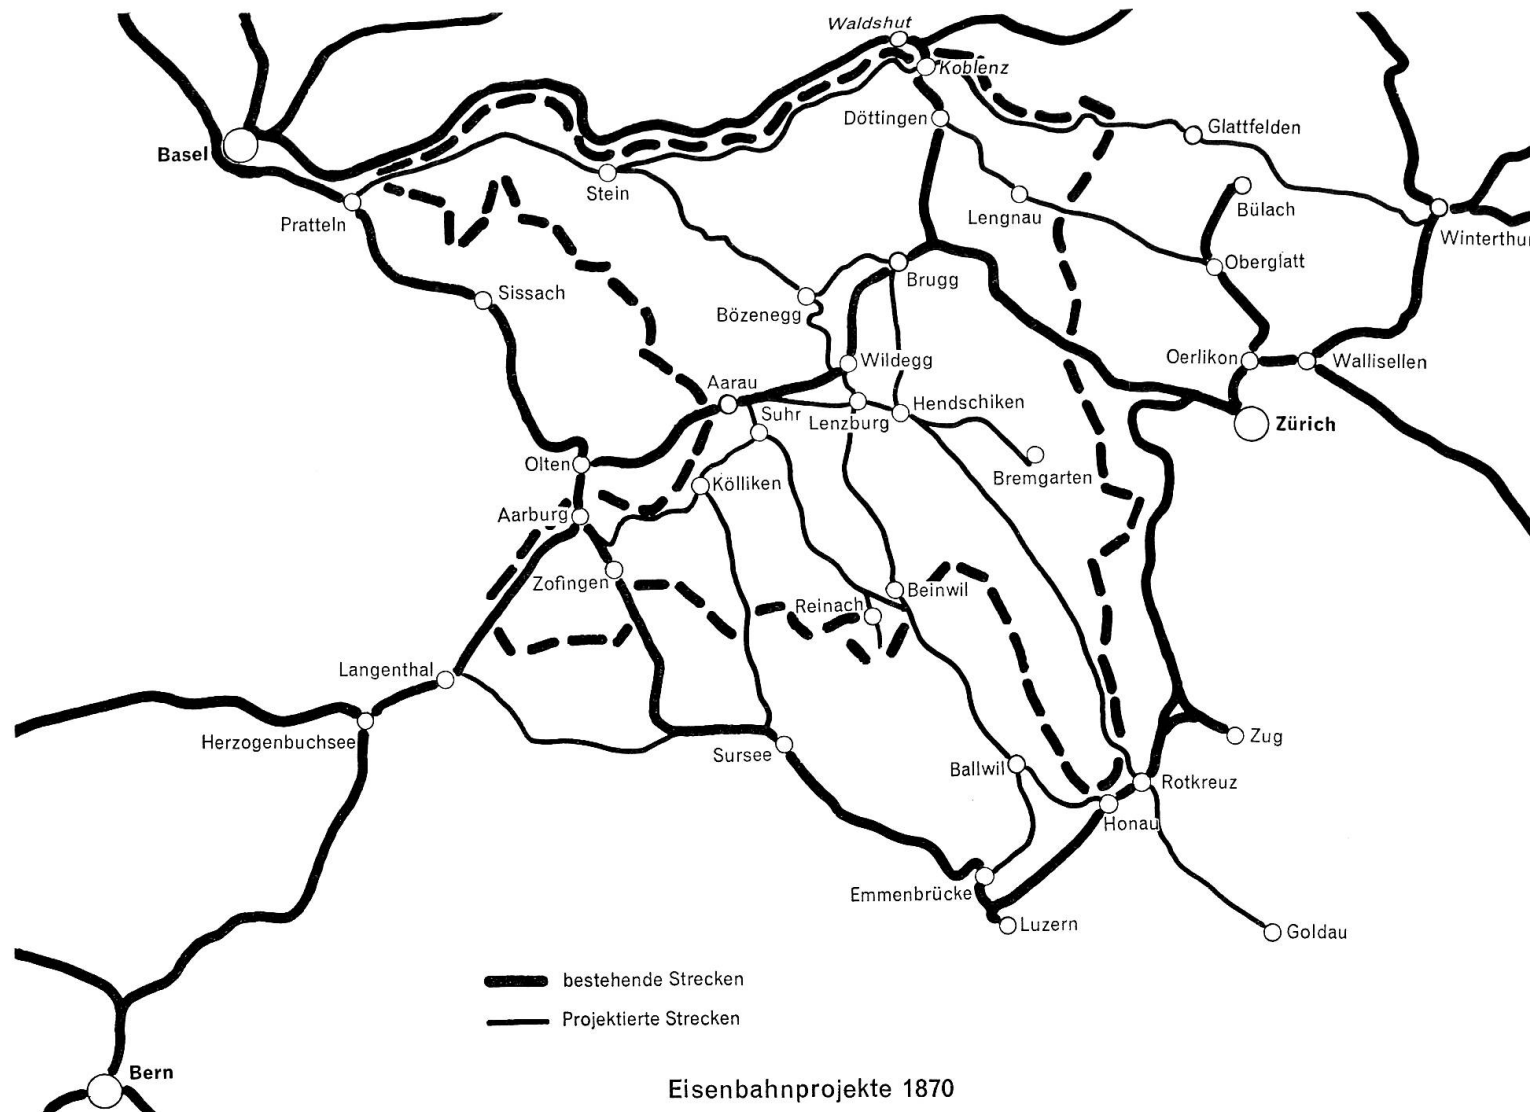 Waldshut
Koblenz
Döttingen
Glattfelden
Basel
Stein
Lengnau
Bülach
Pratteln
Winterthur
Oberglatt
Brugg
Sissach
Bözenegg
Wildegg
Oerlikon
Wallisellen
Aarau
Suhr
Lenzburg
Hendschiken
Zürich
Olten
Kölliken
Bremgarten
Aarburg
Zofingen
Beinwil
Reinach
Langenthal
Herzogenbuchsee
Sursee
Zug
Ballwil
Rotkreuz
Honau
Emmenbrücke
Luzern
Goldau
bestehende Strecken
Projektierte Strecken
Bern
Eisenbahnprojekte 1870